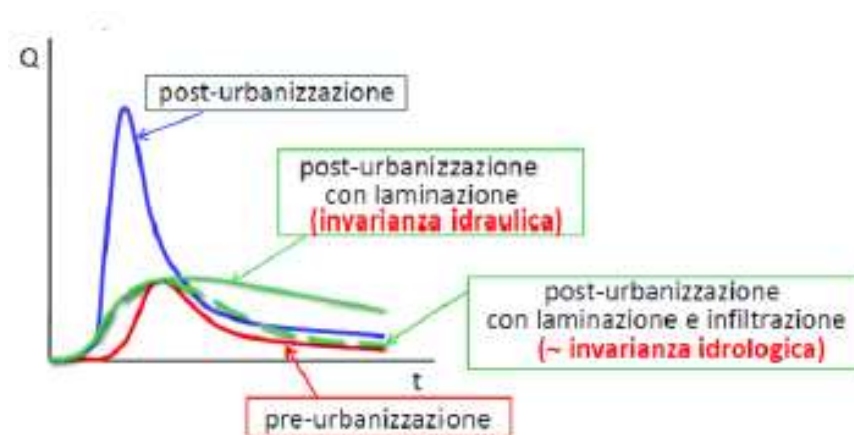 Q
post-urbanizzazione
post-urbanizzazione
con laminazione
(invarianza idraulica)
post-urbanizzazione
con laminazione e infiltrazione
(~ invarianza idrologica)
t
pre-urbanizzazione